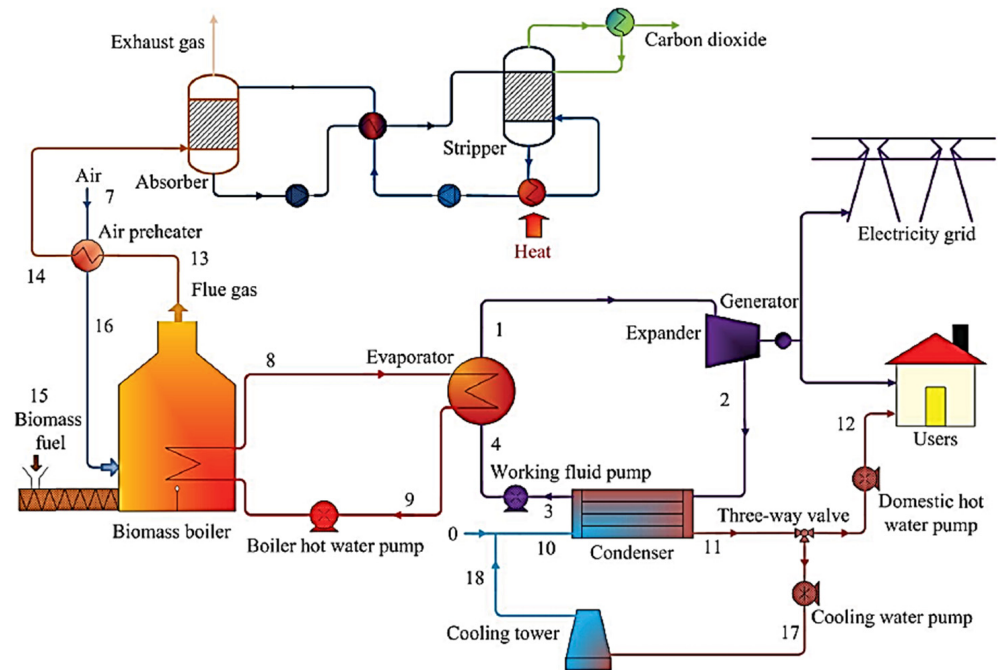 Exhaust gas
Carbon dioxide
Absorber
Stripper
Heat
Air
7
Air preheater
14
13
Flue gas
16
Electricity grid
Generator
1
Expander
8
Evaporator
2
15
Biomass
fuel
12
Users
4
Working fluid pump
9
3
Domestic hot
water pump
Three-way valve
Biomass boiler
Boiler hot water pump
0
10
Condenser
11
18
Cooling water pump
Cooling tower
17